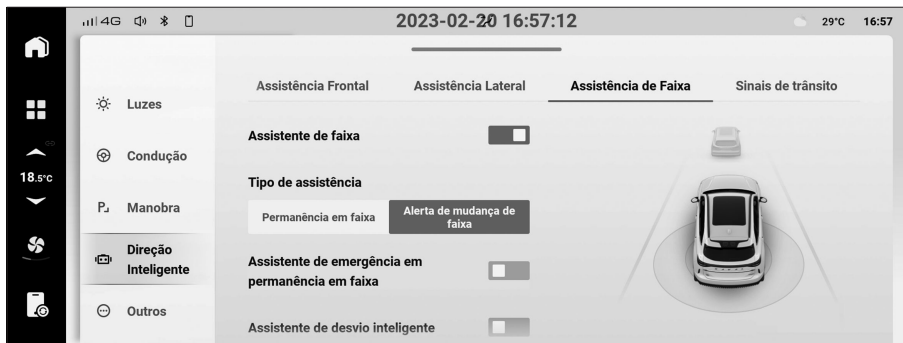 4G
2023-02-20 16:57:12
29°C 16:57
Assistência Frontal
Assistência Lateral
Assistência de Faixa
Sinais de trânsito
18.5°C
Luzes
Condução
Manobra
Direção
Inteligente
Outros
Assistente de faixa
Tipo de assistência
Permanência em faixa
Alerta de mudança de
faixa
Assistente de emergência em
permanência em faixa
Assistente de desvio inteligente